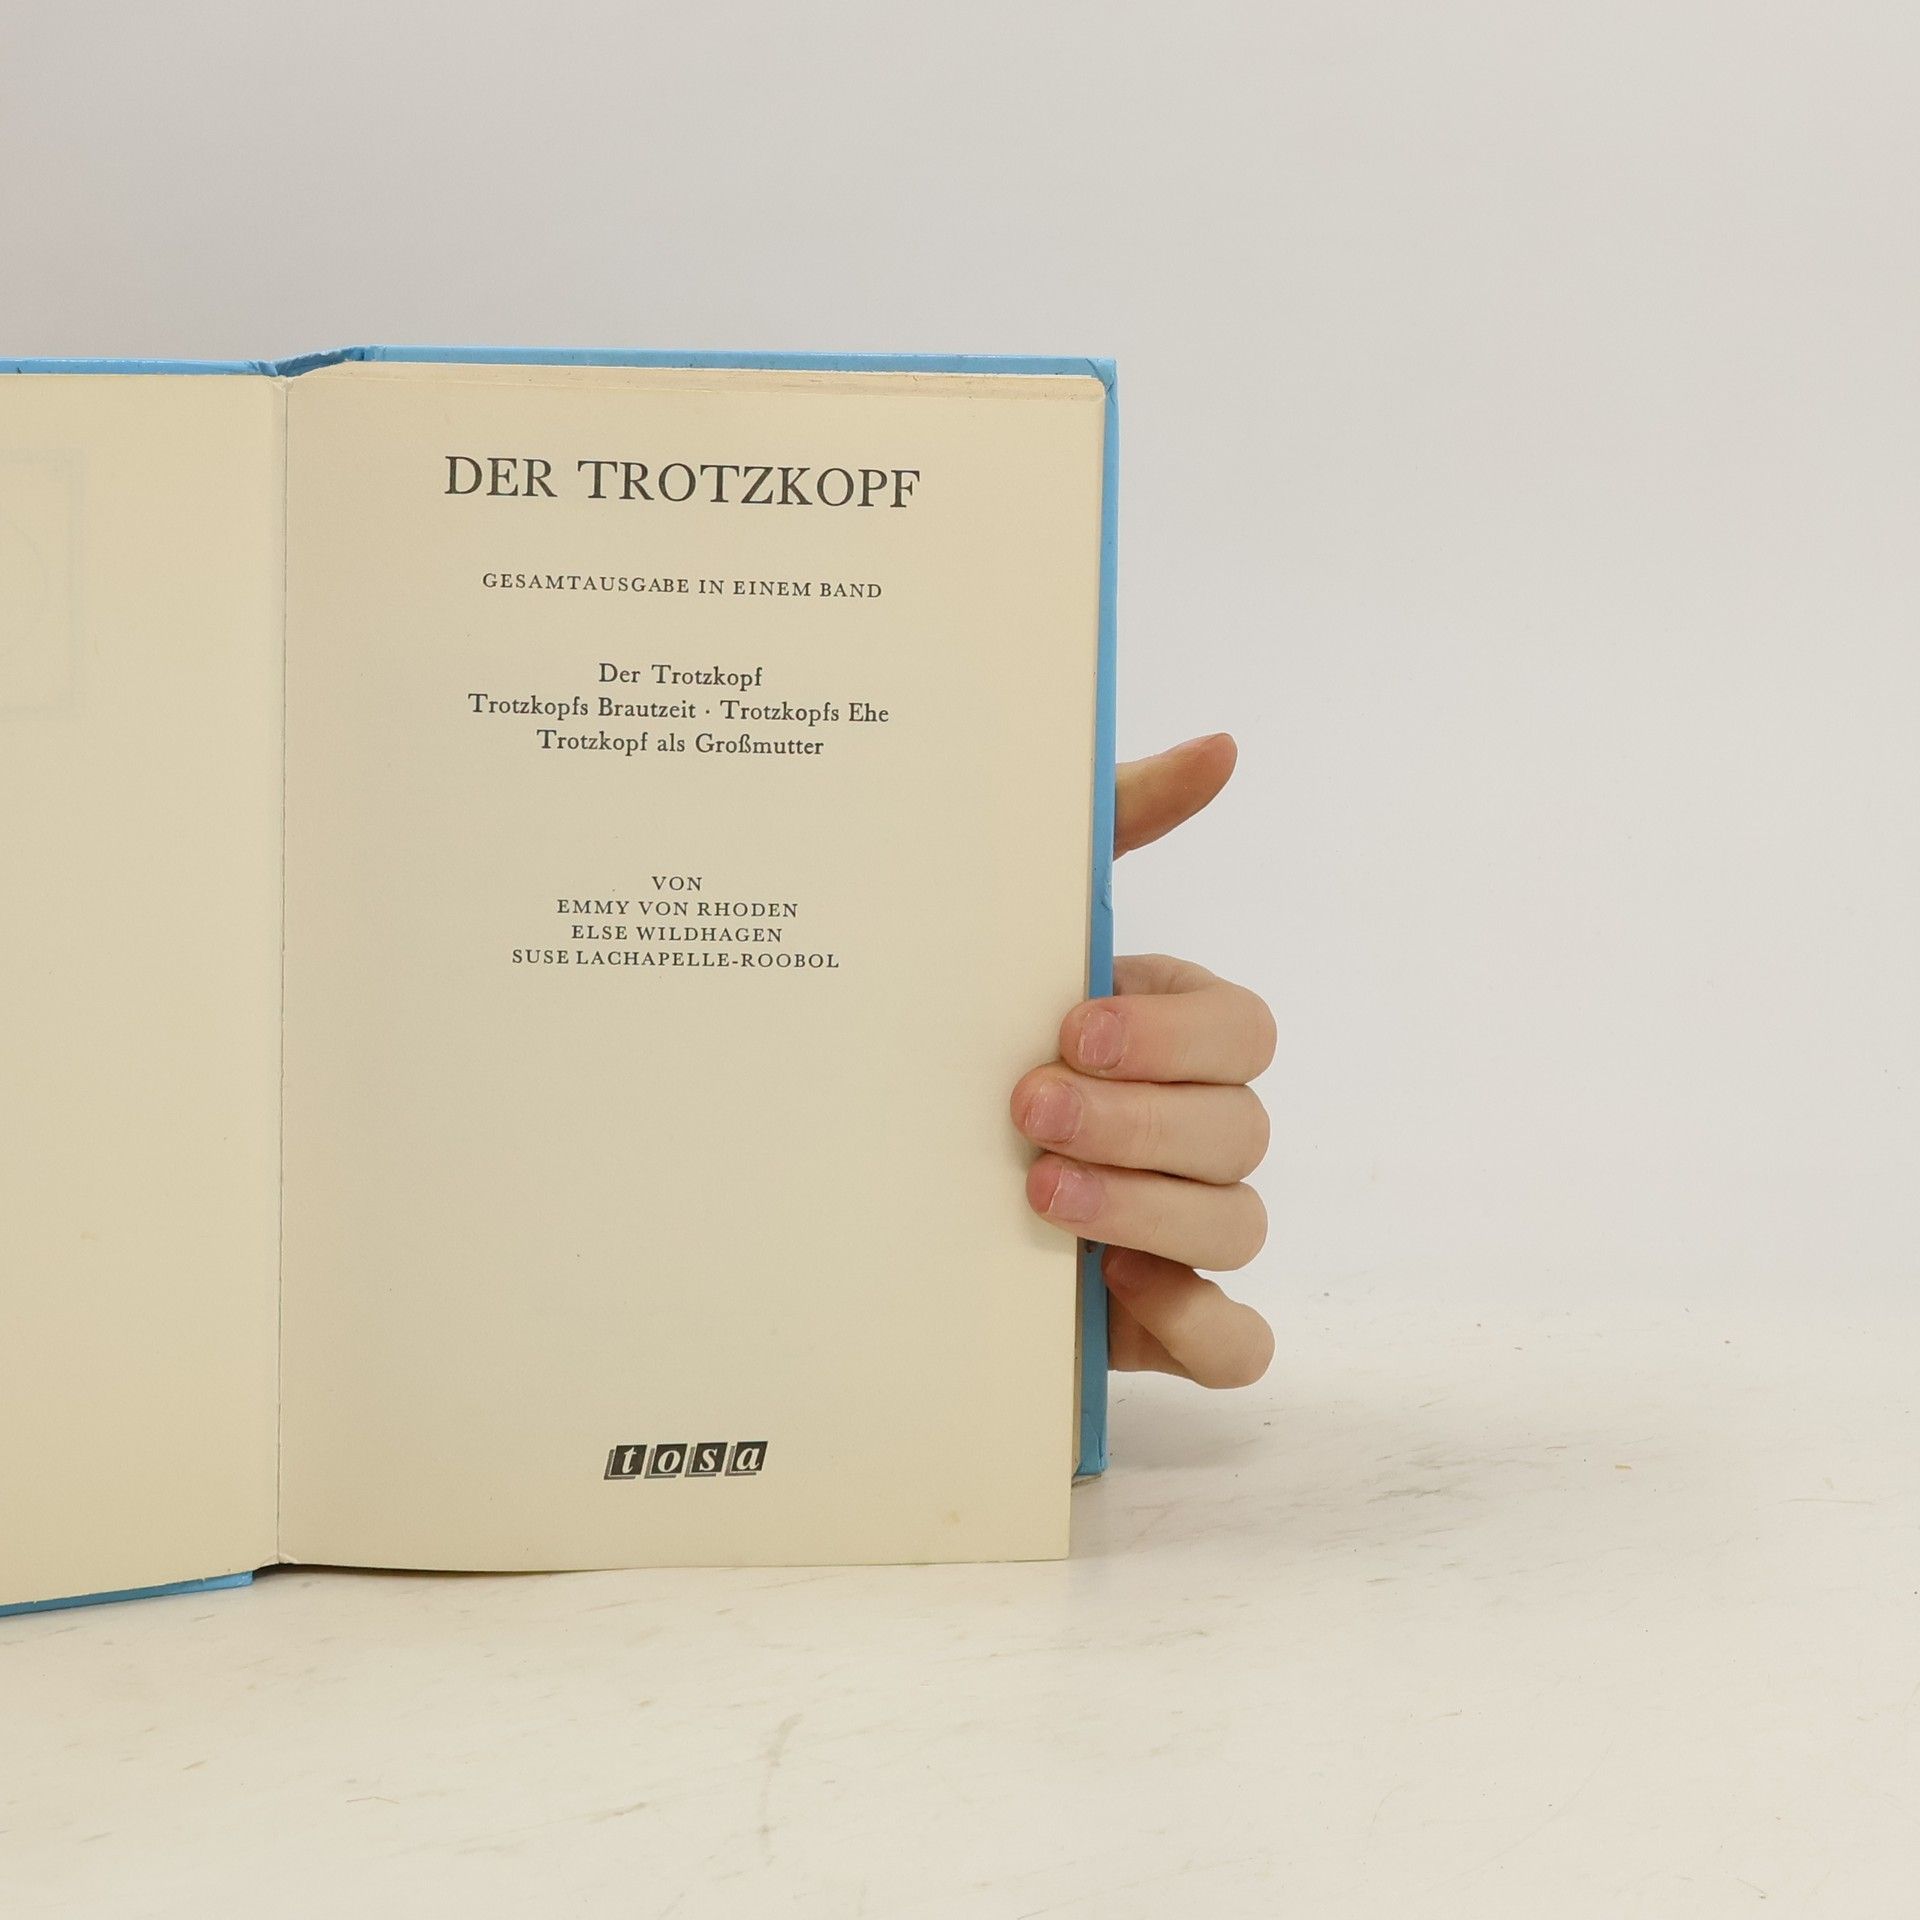 DER TROTZKOPF
GESAMTAUSGABE IN EINEM BAND
Der Trotzkopf
Trotzkopfs Brautzeit · Trotzkopfs Ehe
Trotzkopf als Großmutter
VON
EMMY VON RHODEN
ELSE WILDHAGEN
SUSE LACHAPELLE-ROOBOL
tosa